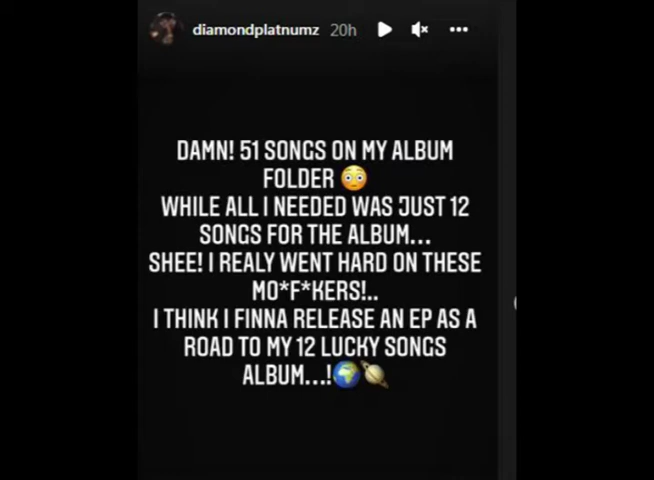 diamondplatnumz 20h
DAMN! 51 SONGS ON MY ALBUM
FOLDER 😳
WHILE ALL I NEEDED WAS JUST 12
SONGS FOR THE ALBUM...
SHEE! I REALY WENT HARD ON THESE
MO*F*KERS!..
I THINK I FINNA RELEASE AN EP AS A
ROAD TO MY 12 LUCKY SONGS
ALBUM...!🌍🪐